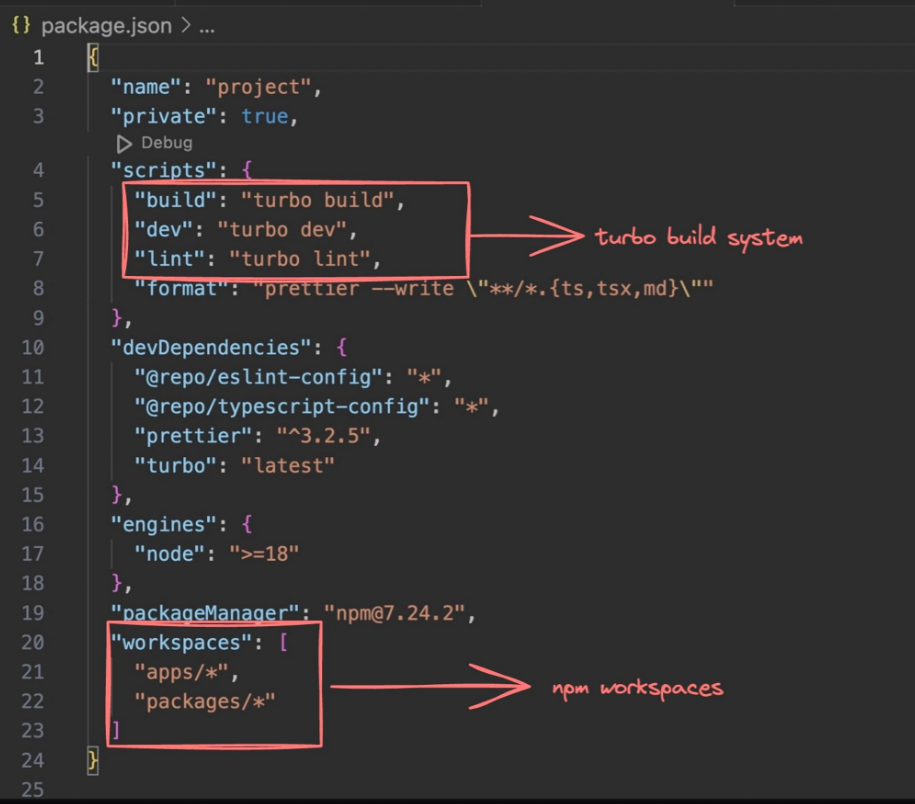 {} package.json > ...
1 {
2 "name": "project",
3 "private": true,
Debug
4 "scripts": {
5 "build": "turbo build",
6 "dev": "turbo dev",
turbo build system
7 "lint": "turbo lint",
8 "format": "prettier --write \"**/*.{ts,tsx,md}\""
9 },
10 "devDependencies": {
11 "@repo/eslint-config": "*",
12 "@repo/typescript-config": "*",
13 "prettier": "^3.2.5",
14 "turbo": "latest"
15 },
16 "engines": {
17 "node": ">=18"
18 },
19 "packageManager": "npm@7.24.2",
20 "workspaces": [
21 "apps/*",
npm workspaces
22 "packages/*"
23 ]
24 }
25